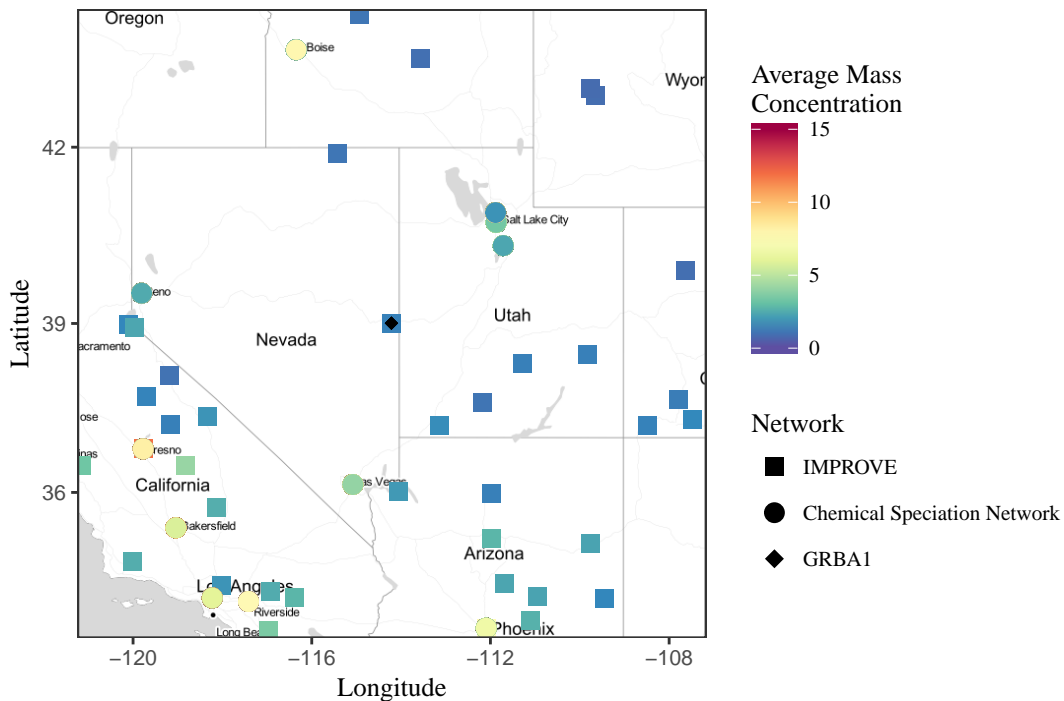 Oregon
Boise
Wyor
42
Salt Lake City
eno
39
acramento
Nevada
Utah
C
ose
resno
inas
California
as Vegas
36
Bakersfield
Arizona
Los Angeles
Riverside
Long Bea
Phoenix
−120
−116
−112
−108
Longitude
Latitude
Average Mass
Concentration
15
10
5
0
Network
IMPROVE
Chemical Speciation Network
GRBA1